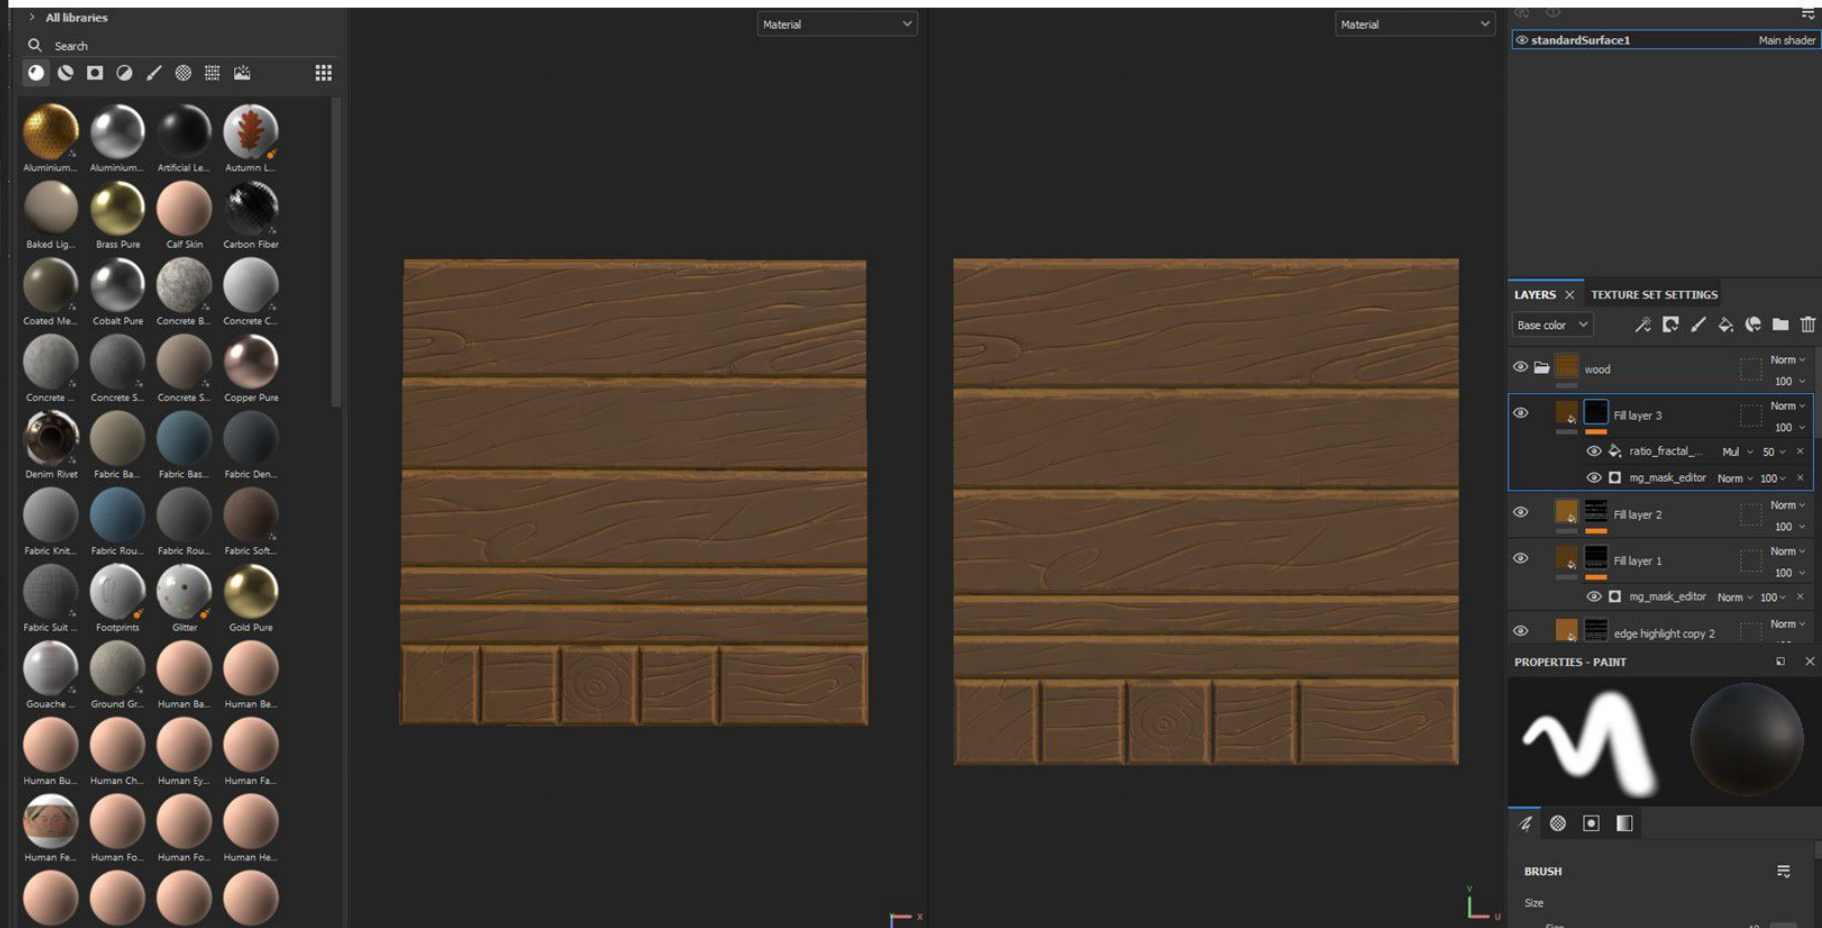 All libraries
Search
Aluminium... Aluminium... Artificial Le... Autumn L...
Baked Lig... Brass Pure Calf Skin Carbon Fiber
Coated Me... Cobalt Pure Concrete B... Concrete C...
Concrete ... Concrete S... Concrete S... Copper Pure
Denim Rivet Fabric Ba... Fabric Bas... Fabric Den...
Fabric Knit... Fabric Rou... Fabric Rou... Fabric Soft...
Fabric Suit ... Footprints Glitter Gold Pure
Gouache ... Ground Gr... Human Ba... Human Be...
Human Bu... Human Ch... Human Ey... Human Fa...
Human Fe... Human Fo... Human Fo... Human He...
Material
Material
X
V
U
standardSurface1 Main shader
LAYERS TEXTURE SET SETTINGS
Base color
wood Norm
100
Fill layer 3 Norm
100
ratio_fractal_... Mul 50
mg_mask_editor Norm 100
Fill layer 2 Norm
100
Fill layer 1 Norm
100
mg_mask_editor Norm 100
edge highlight copy 2 Norm
PROPERTIES - PAINT
BRUSH
Size